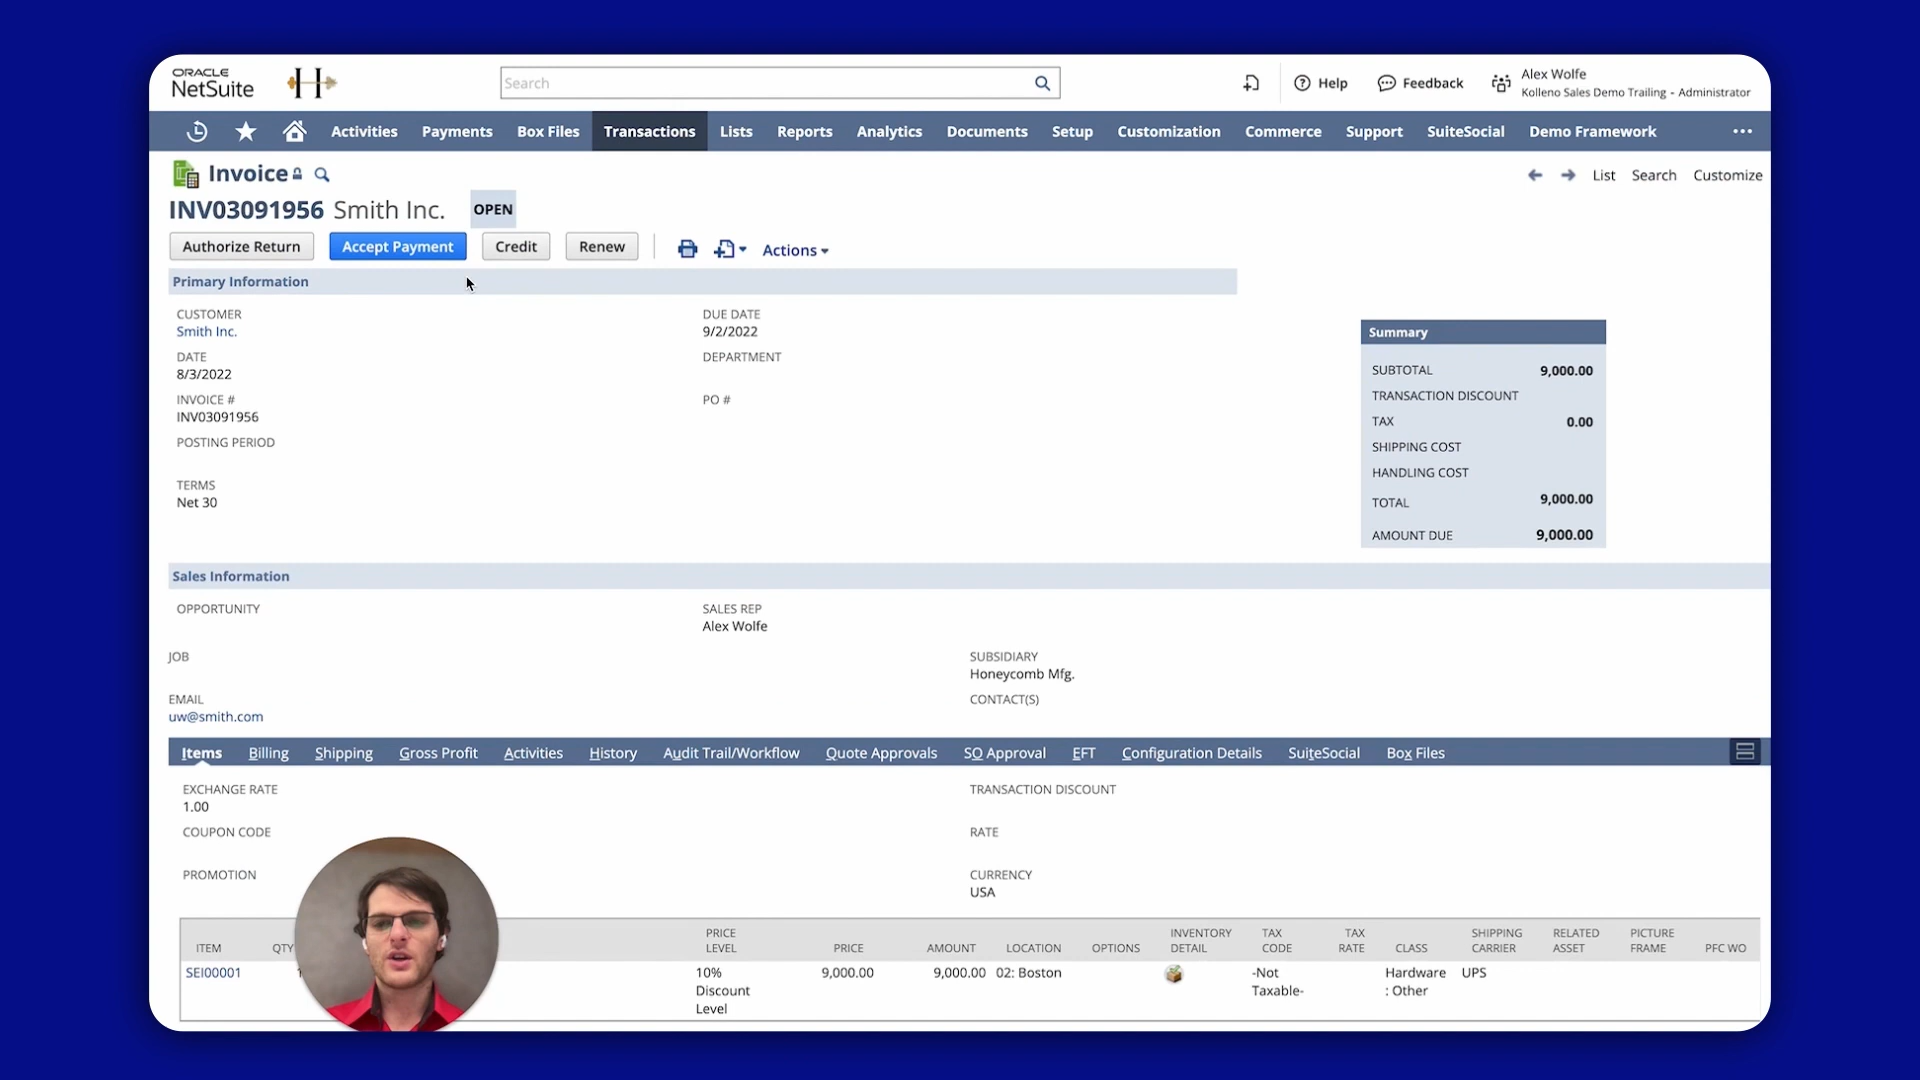 ORACLE
NetSuite
H
Search
Help
Feedback
Alex Wolfe
Kolleno Sales Demo Trailing - Administrator
Activities Payments Box Files Transactions Lists Reports Analytics Documents Setup Customization Commerce Support SuiteSocial Demo Framework
Invoice
List Search Customize
INV03091956 Smith Inc. OPEN
Authorize Return Accept Payment Credit Renew Actions
Primary Information
CUSTOMER
Smith Inc.
DATE
8/3/2022
INVOICE #
INV03091956
POSTING PERIOD
TERMS
Net 30
DUE DATE
9/2/2022
DEPARTMENT
PO #
Summary
SUBTOTAL 9,000.00
TRANSACTION DISCOUNT
TAX 0.00
SHIPPING COST
HANDLING COST
TOTAL 9,000.00
AMOUNT DUE 9,000.00
Sales Information
OPPORTUNITY
SALES REP
Alex Wolfe
JOB
EMAIL
uw@smith.com
SUBSIDIARY
Honeycomb Mfg.
CONTACT(S)
Items Billing Shipping Gross Profit Activities History Audit Trail/Workflow Quote Approvals SO Approval EFT Configuration Details SuiteSocial Box Files
EXCHANGE RATE
1.00
COUPON CODE
PROMOTION
TRANSACTION DISCOUNT
RATE
CURRENCY
USA
ITEM QTY PRICE LEVEL PRICE AMOUNT LOCATION OPTIONS INVENTORY DETAIL TAX CODE TAX RATE CLASS SHIPPING CARRIER RELATED ASSET PICTURE FRAME PFC WO
SEI00001 1 10% 9,000.00 9,000.00 02: Boston -Not Hardware UPS
Discount Taxable- : Other
Level